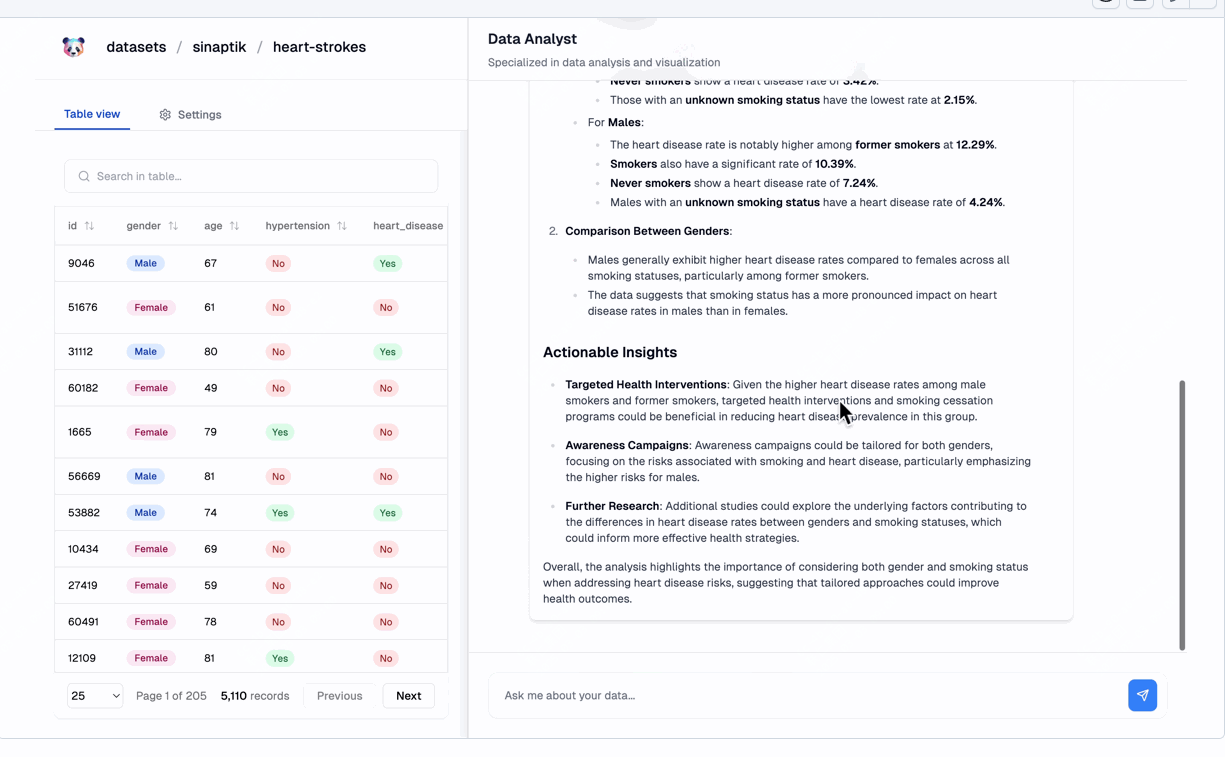 datasets / sinaptik / heart-strokes
Table view
Settings
Search in table...
id gender age hypertension heart_disease
9046 Male 67 No Yes
51676 Female 61 No No
31112 Male 80 No Yes
60182 Female 49 No No
1665 Female 79 Yes No
56669 Male 81 No No
53882 Male 74 Yes Yes
10434 Female 69 No No
27419 Female 59 No No
60491 Female 78 No No
12109 Female 81 Yes No
25 Page 1 of 205 5,110 records Previous Next
Data Analyst
Specialized in data analysis and visualization
Never smokers show a heart disease rate of 3.42%.
Those with an unknown smoking status have the lowest rate at 2.15%.
For Males:
The heart disease rate is notably higher among former smokers at 12.29%.
Smokers also have a significant rate of 10.39%.
Never smokers show a heart disease rate of 7.24%.
Males with an unknown smoking status have a heart disease rate of 4.24%.
2. Comparison Between Genders:
Males generally exhibit higher heart disease rates compared to females across all
smoking statuses, particularly among former smokers.
The data suggests that smoking status has a more pronounced impact on heart
disease rates in males than in females.
Actionable Insights
Targeted Health Interventions: Given the higher heart disease rates among male
smokers and former smokers, targeted health interventions and smoking cessation
programs could be beneficial in reducing heart disease prevalence in this group.
Awareness Campaigns: Awareness campaigns could be tailored for both genders,
focusing on the risks associated with smoking and heart disease, particularly emphasizing
the higher risks for males.
Further Research: Additional studies could explore the underlying factors contributing to
the differences in heart disease rates between genders and smoking statuses, which
could inform more effective health strategies.
Overall, the analysis highlights the importance of considering both gender and smoking status
when addressing heart disease risks, suggesting that tailored approaches could improve
health outcomes.
Ask me about your data...